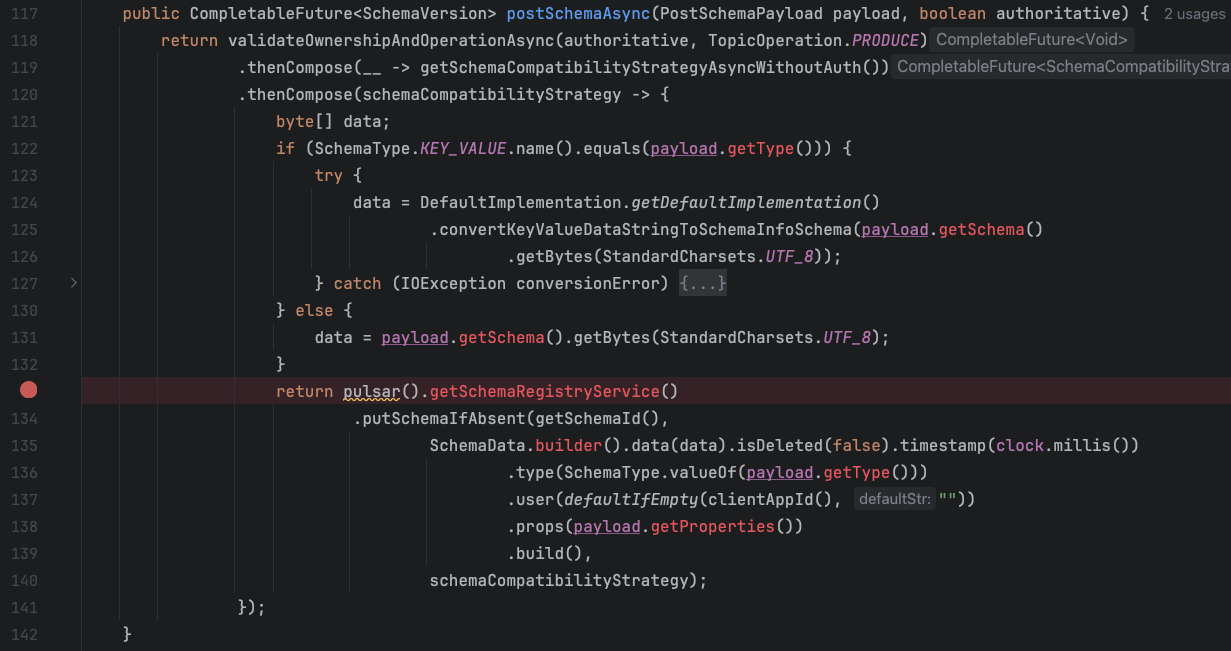 117 public CompletableFuture<SchemaVersion> postSchemaAsync(PostSchemaPayload payload, boolean authoritative) { 2 usages
118 return validateOwnershipAndOperationAsync(authoritative, TopicOperation.PRODUCE) CompletableFuture<Void>
119 .thenCompose(__ -> getSchemaCompatibilityStrategyAsyncWithoutAuth()) CompletableFuture<SchemaCompatibilityStra
120 .thenCompose(schemaCompatibilityStrategy -> {
121 byte[] data;
122 if (SchemaType.KEY_VALUE.name().equals(payload.getType())) {
123 try {
124 data = DefaultImplementation.getDefaultImplementation()
125 .convertKeyValueDataStringToSchemaInfoSchema(payload.getSchema()
126 .getBytes(StandardCharsets.UTF_8));
127 } catch (IOException conversionError) {...}
130 } else {
131 data = payload.getSchema().getBytes(StandardCharsets.UTF_8);
132 }
return pulsar().getSchemaRegistryService()
134 .putSchemaIfAbsent(getSchemaId(),
135 SchemaData.builder().data(data).isDeleted(false).timestamp(clock.millis())
136 .type(SchemaType.valueOf(payload.getType()))
137 .user(defaultIfEmpty(clientAppId(), defaultStr: ""))
138 .props(payload.getProperties())
139 .build(),
140 schemaCompatibilityStrategy);
141 });
142 }